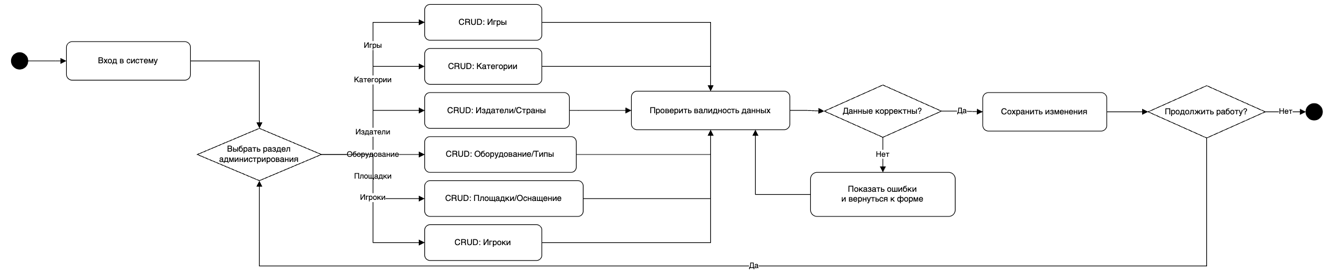 Вход в систему
Выбрать раздел
администрирования
Игры
Категории
Издатели
Оборудование
Площадки
Игроки
CRUD: Игры
CRUD: Категории
CRUD: Издатели/Страны
CRUD: Оборудование/Типы
CRUD: Площадки/Оснащение
CRUD: Игроки
Проверить валидность данных
Данные корректны?
Да
Нет
Показать ошибки
и вернуться к форме
Сохранить изменения
Продолжить работу?
Нет
Да